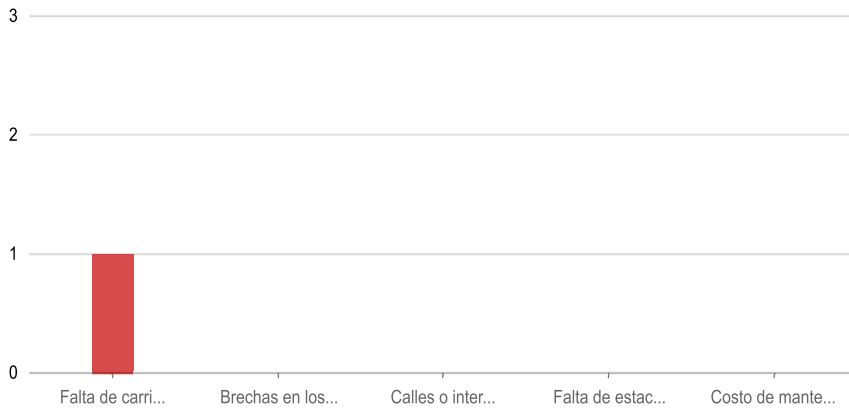 3
2
1
0
Falta de carri... Brechas en los... Calles o inter... Falta de estac... Costo de mante...